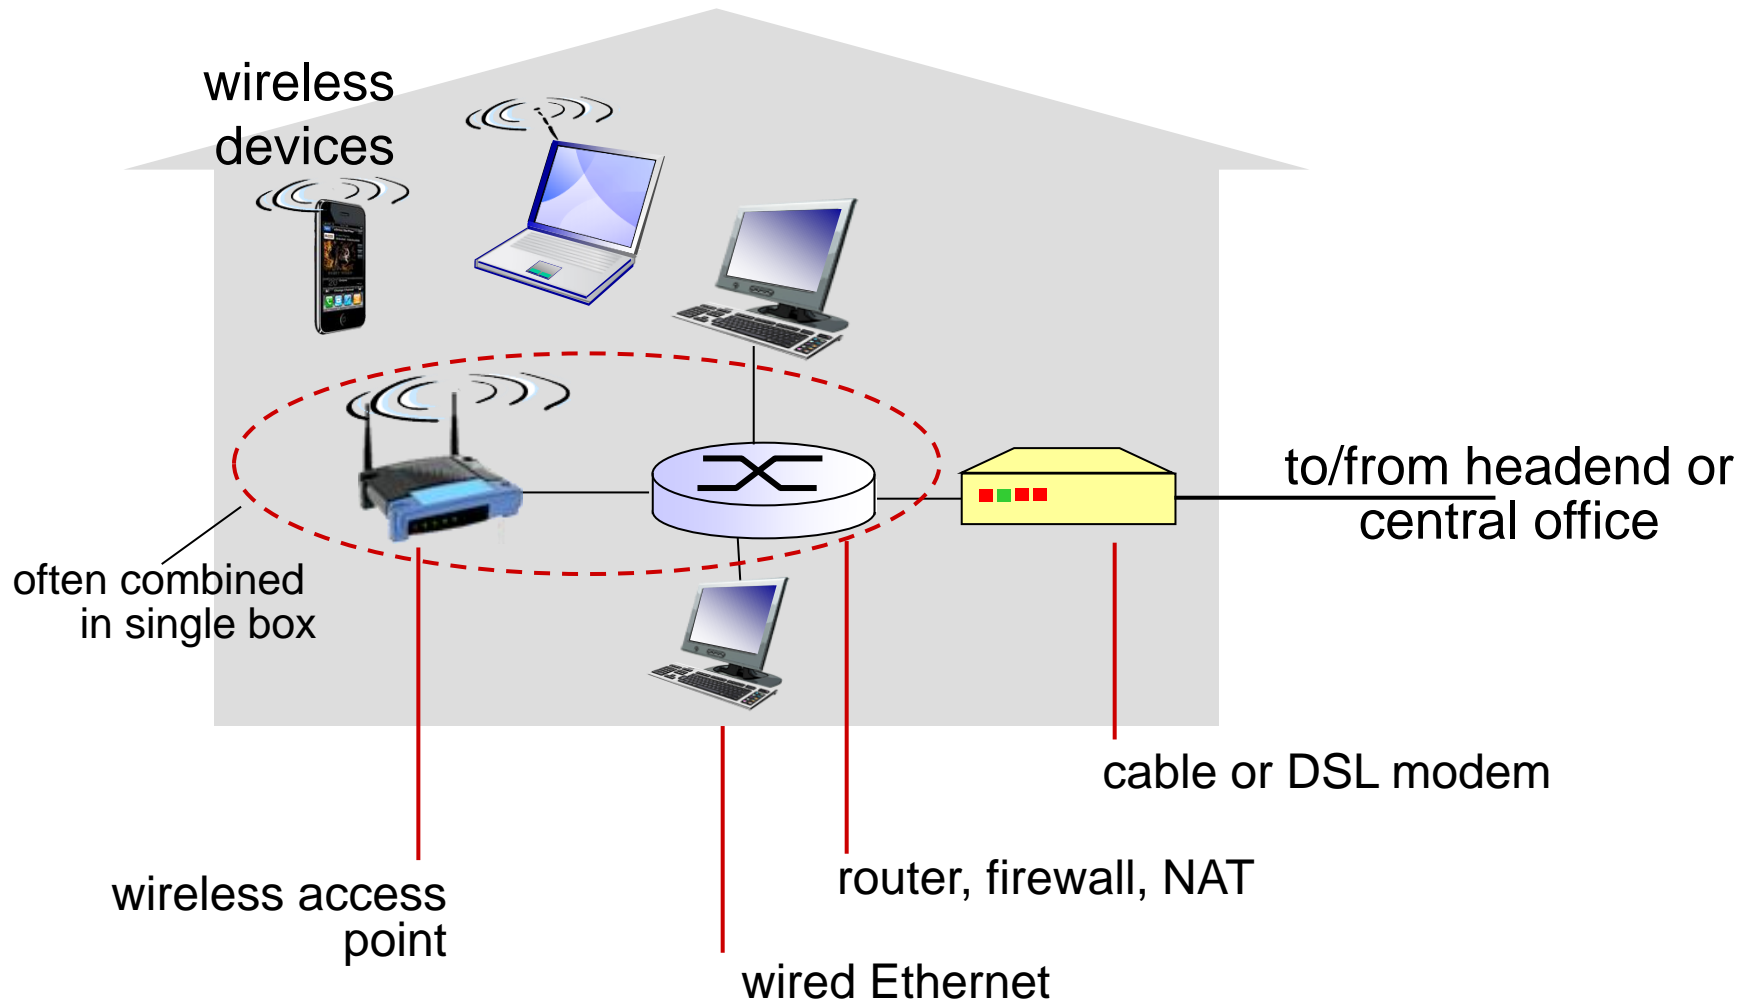 wireless
devices
to/from headend or
central office
often combined
in single box
cable or DSL modem
router, firewall, NAT
wireless access
point
wired Ethernet